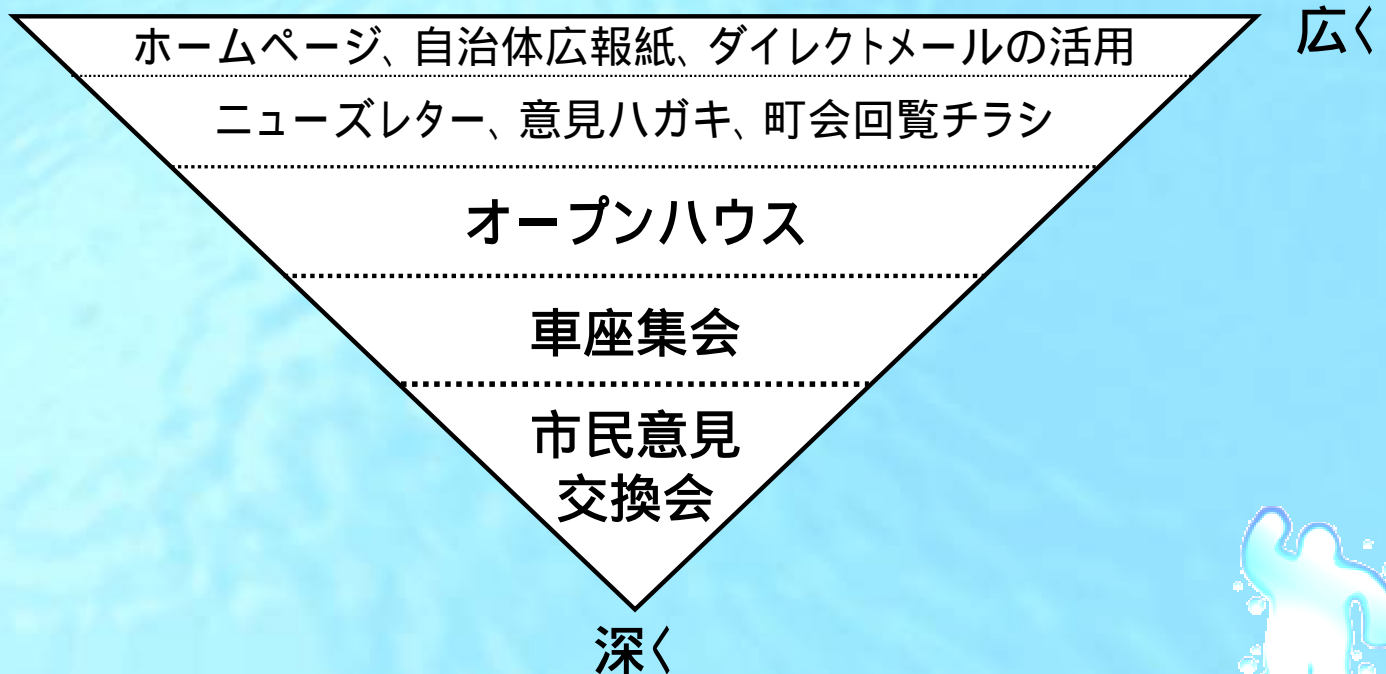 広く
ホームページ、自治体広報紙、ダイレクトメールの活用
ニューズレター、意見ハガキ、町会回覧チラシ
オープンハウス
車座集会
市民意見
交換会
深く